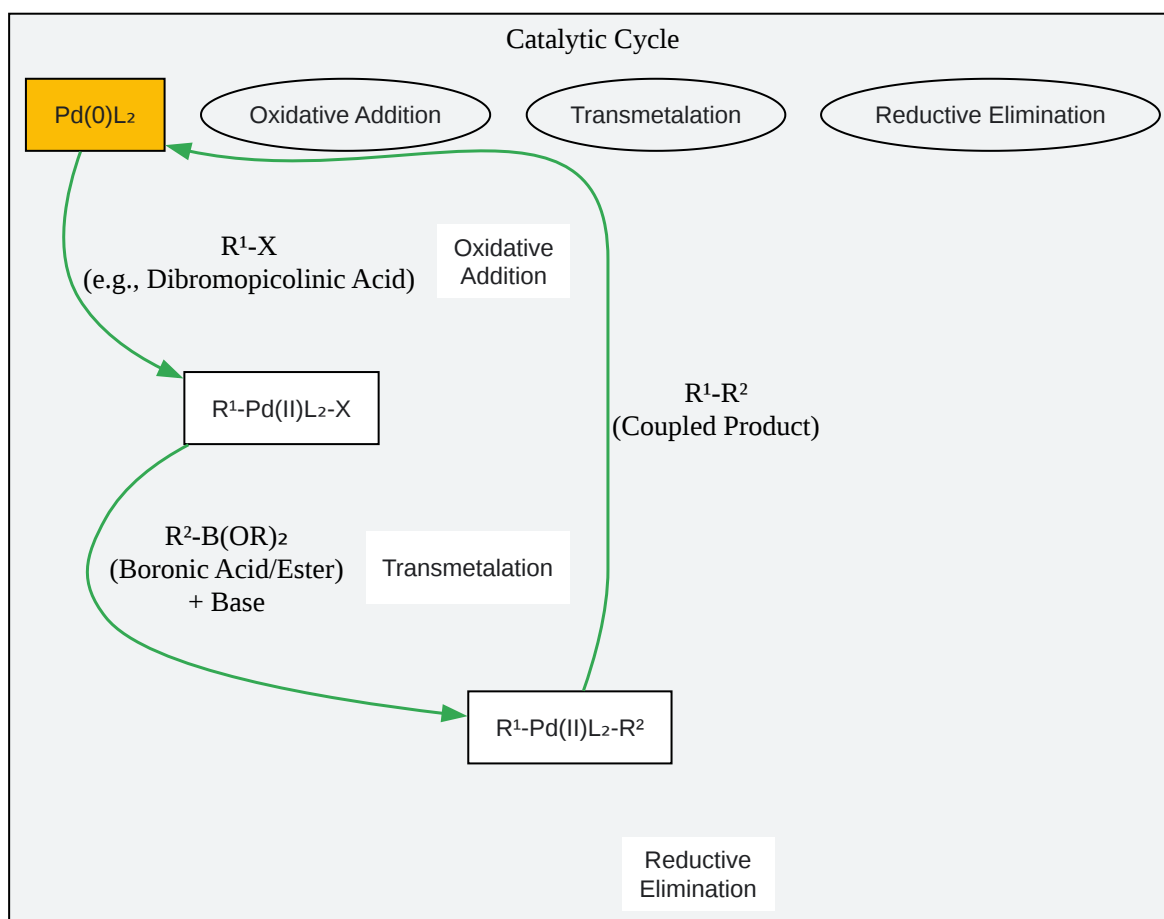 Catalytic Cycle
Pd(0)L₂
Oxidative Addition
Transmetalation
Reductive Elimination
R¹-X
(e.g., Dibromopicolinic Acid)
Oxidative
Addition
R¹-Pd(II)L₂-X
R¹-R²
(Coupled Product)
R²-B(OR)₂
(Boronic Acid/Ester)
+ Base
Transmetalation
R¹-Pd(II)L₂-R²
Reductive
Elimination